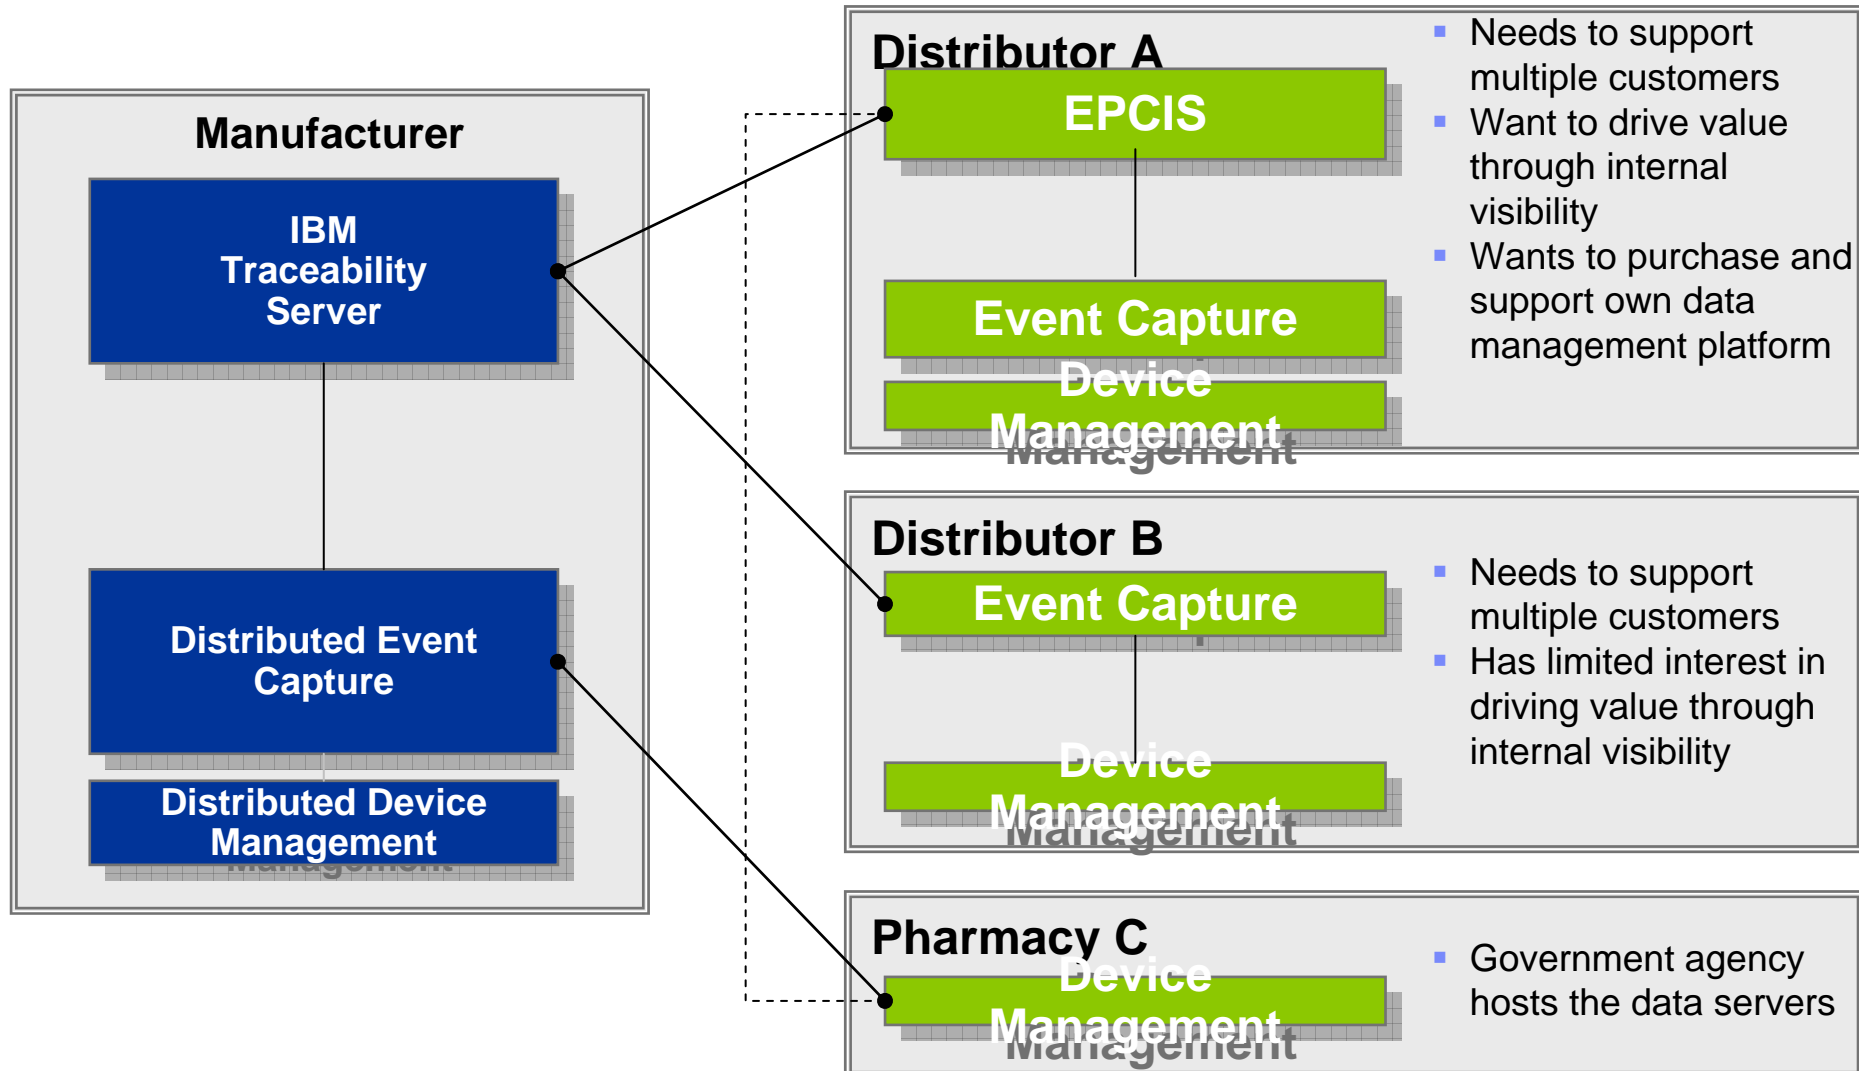 Manufacturer
IBM
Traceability
Server
Distributed Event
Capture
Distributed Device
Management
Distributor A
EPCIS
Event Capture
Device
Management
Needs to support
multiple customers
Want to drive value
through internal
visibility
Wants to purchase and
support own data
management platform
Distributor B
Event Capture
Device
Management
Needs to support
multiple customers
Has limited interest in
driving value through
internal visibility
Pharmacy C
Device
Management
Government agency
hosts the data servers